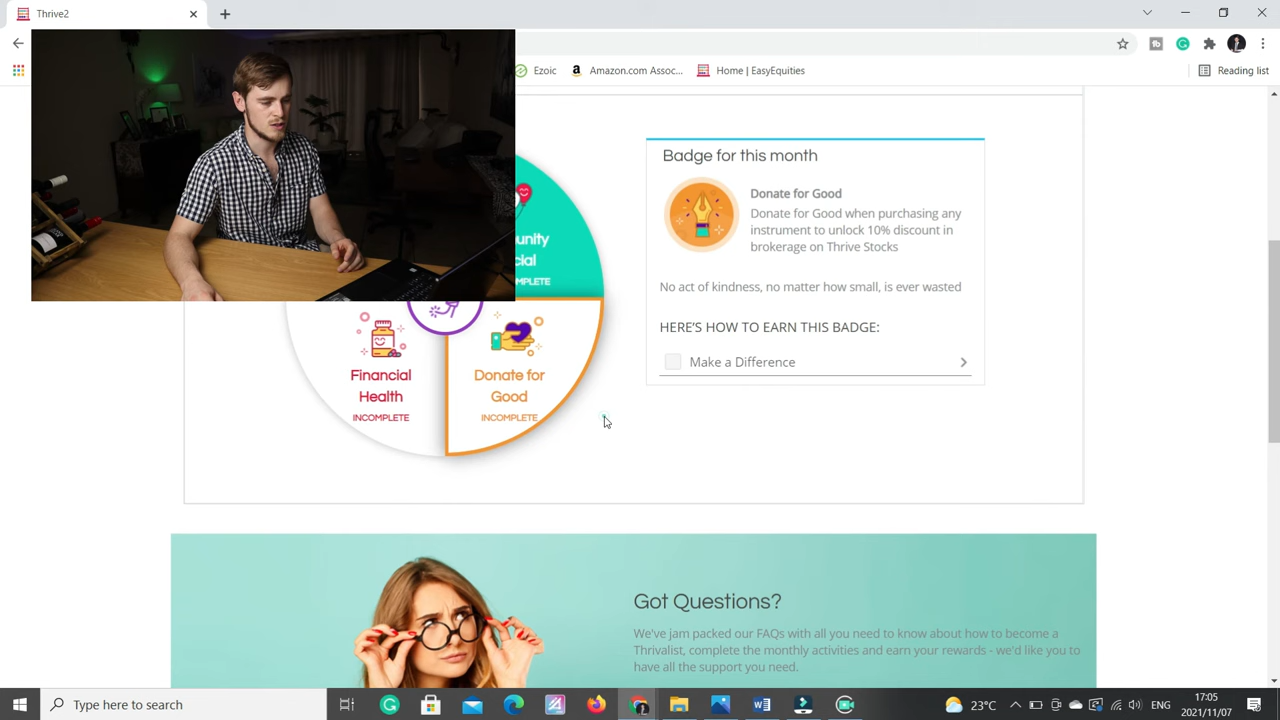 Thrive2
Ezoic
Amazon.com Assoc...
Home | EasyEquities
Reading list
Badge for this month
Donate for Good
Donate for Good when purchasing any
instrument to unlock 10% discount in
brokerage on Thrive Stocks
No act of kindness, no matter how small, is ever wasted
HERE'S HOW TO EARN THIS BADGE:
Make a Difference
INCOMPLETE
Financial
Health
INCOMPLETE
Donate for
Good
INCOMPLETE
Got Questions?
We've jam packed our FAQs with all you need to know about how to become a
Thrivalist, complete the monthly activities and earn your rewards - we'd like you to
have all the support you need.
Type here to search
23°C
ENG
17:05
2021/11/07